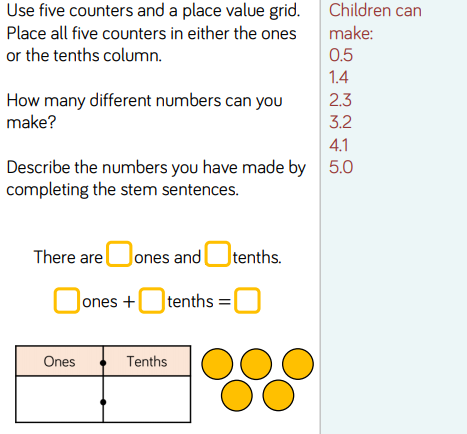 Use five counters and a place value grid.
Place all five counters in either the ones
or the tenths column.
How many different numbers can you
make?
Describe the numbers you have made by
completing the stem sentences.
There are ones and tenths.
ones + tenths =
Ones Tenths
Children can
make:
0.5
1.4
2.3
3.2
4.1
5.0